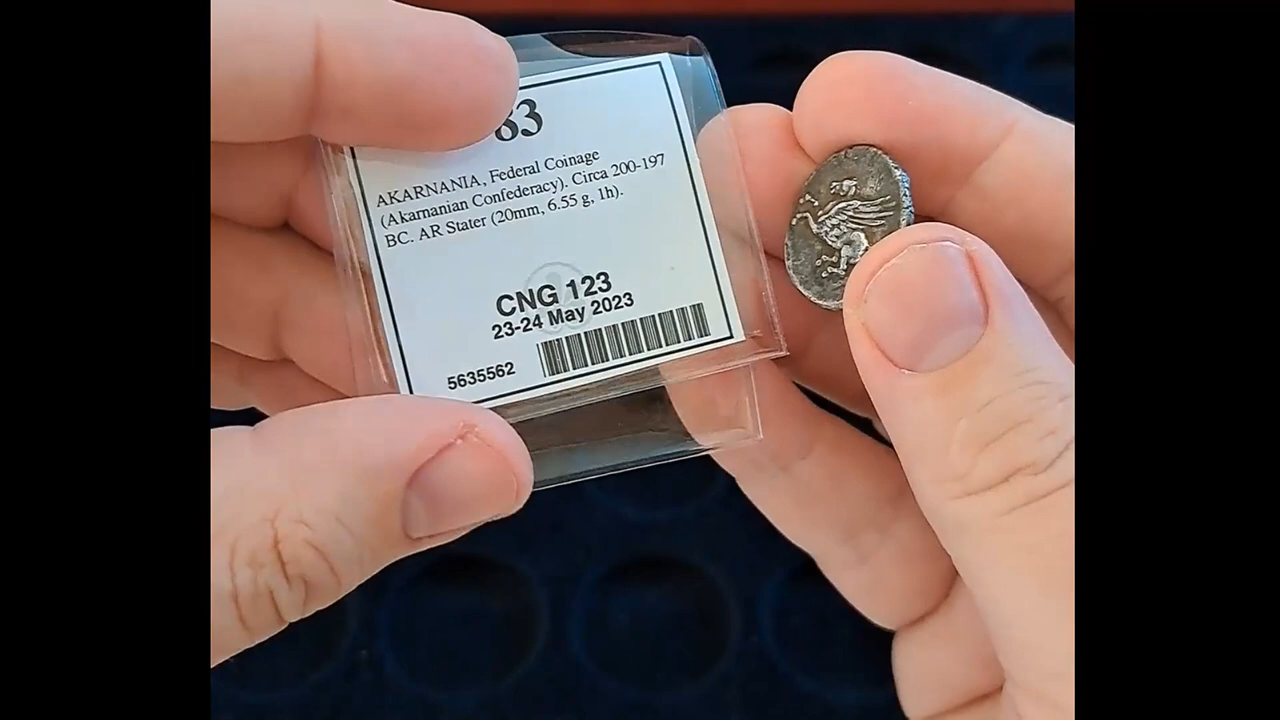 83
AKARNANIA, Federal Coinage
(Akarnanian Confederacy). Circa 200-197
BC. AR Stater (20mm, 6.55 g, 1h).
CNG 123
23-24 May 2023
5635562